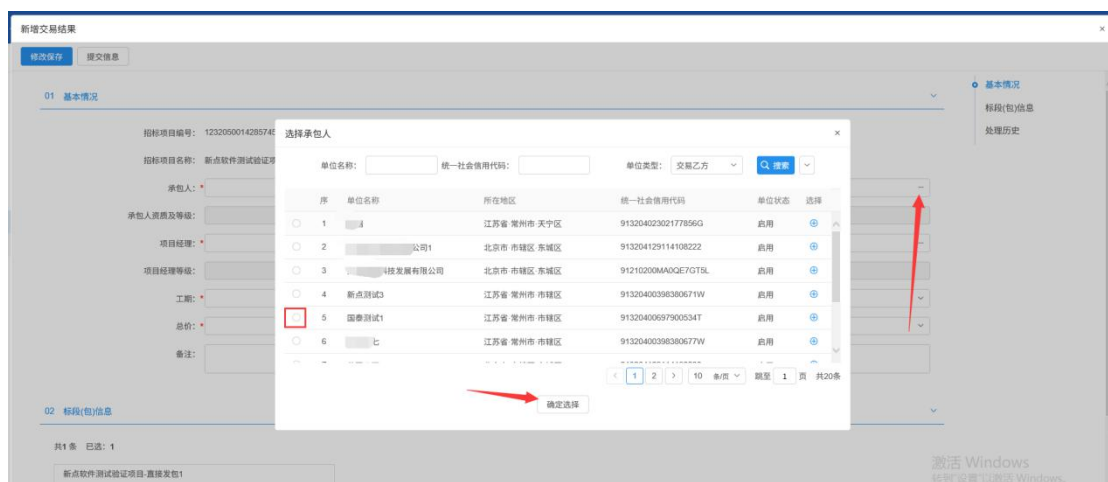 新增交易结果
×
修改保存 提交信息
01 基本情况
基本情况
标段(包)信息
处理历史
招标项目编号: 1232050014285745
招标项目名称: 新点软件测试验证项
承包人: *
承包人资质及等级:
项目经理: *
项目经理等级:
工期: *
总价: *
备注:
选择承包人 ×
单位名称: 统一社会信用代码: 单位类型: 交易乙方 搜索
序 单位名称 所在地区 统一社会信用代码 单位状态 选择
1 江苏省·常州市·天宁区 91320402302177856G 启用
2 公司1 北京市·市辖区·东城区 913204129114108222 启用
3 科技发展有限公司 北京市·市辖区·东城区 91210200MA0QE7GT5L 启用
4 新点测试3 江苏省·常州市·市辖区 91320400398380671W 启用
5 国泰测试1 江苏省·常州市·市辖区 91320400697900534T 启用
6 江苏省·常州市·市辖区 91320400398380677W 启用
< 1 2 > 10 条/页 跳至 1 页 共20条
确定选择
02 标段(包)信息
共1条 已选: 1
新点软件测试验证项目-直接发包1
激活 Windows
转到"设置"以激活 Windows。